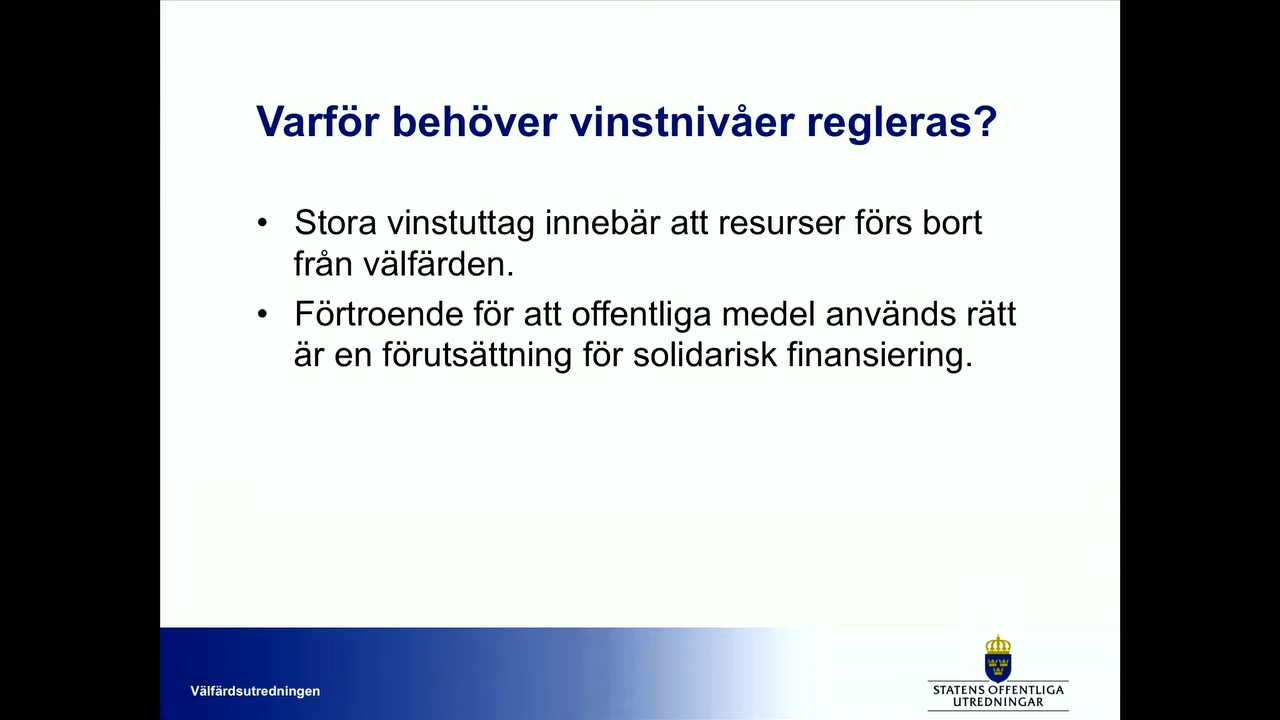 Varför behöver vinstnivåer regleras?
• Stora vinstuttag innebär att resurser förs bort
från välfärden.
• Förtroende för att offentliga medel används rätt
är en förutsättning för solidarisk finansiering.
Välfärdsutredningen
STATENS OFFENTLIGA
UTREDNINGAR